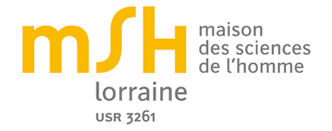 mSH
maison
des sciences
de l'homme
lorraine
USR 3261